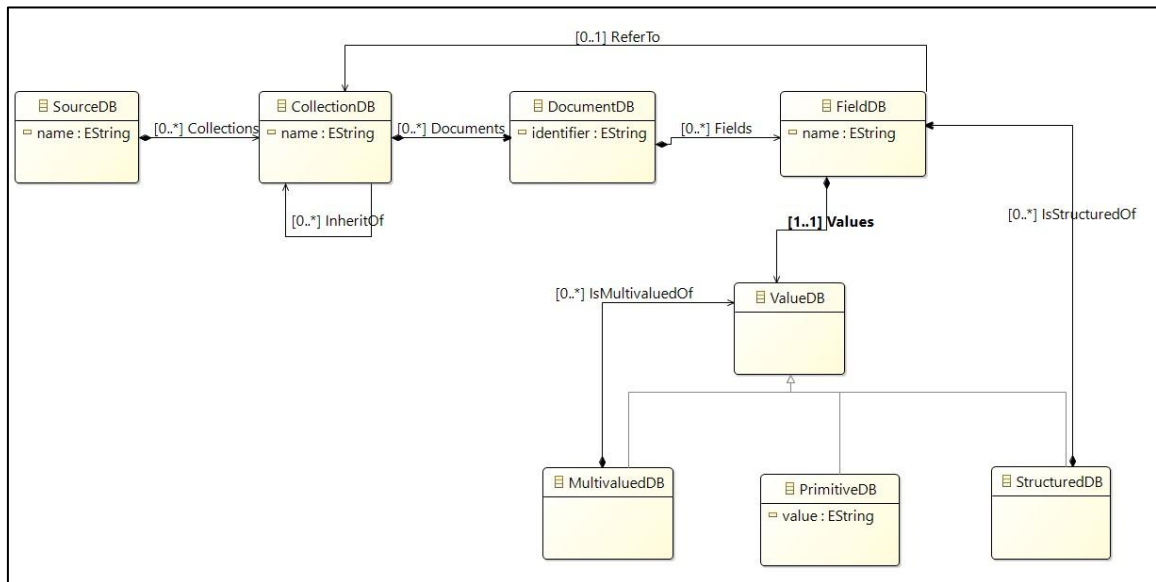 [0..1] ReferTo
SourceDB
name : EString
[0..*] Collections
CollectionDB
name : EString
[0..*] Documents
DocumentDB
identifier : EString
[0..*] Fields
FieldDB
name : EString
[0..*] InheritOf
[1..1] Values
[0..*] IsStructuredOf
[0..*] IsMultivaluedOf
ValueDB
MultivaluedDB
PrimitiveDB
value : EString
StructuredDB